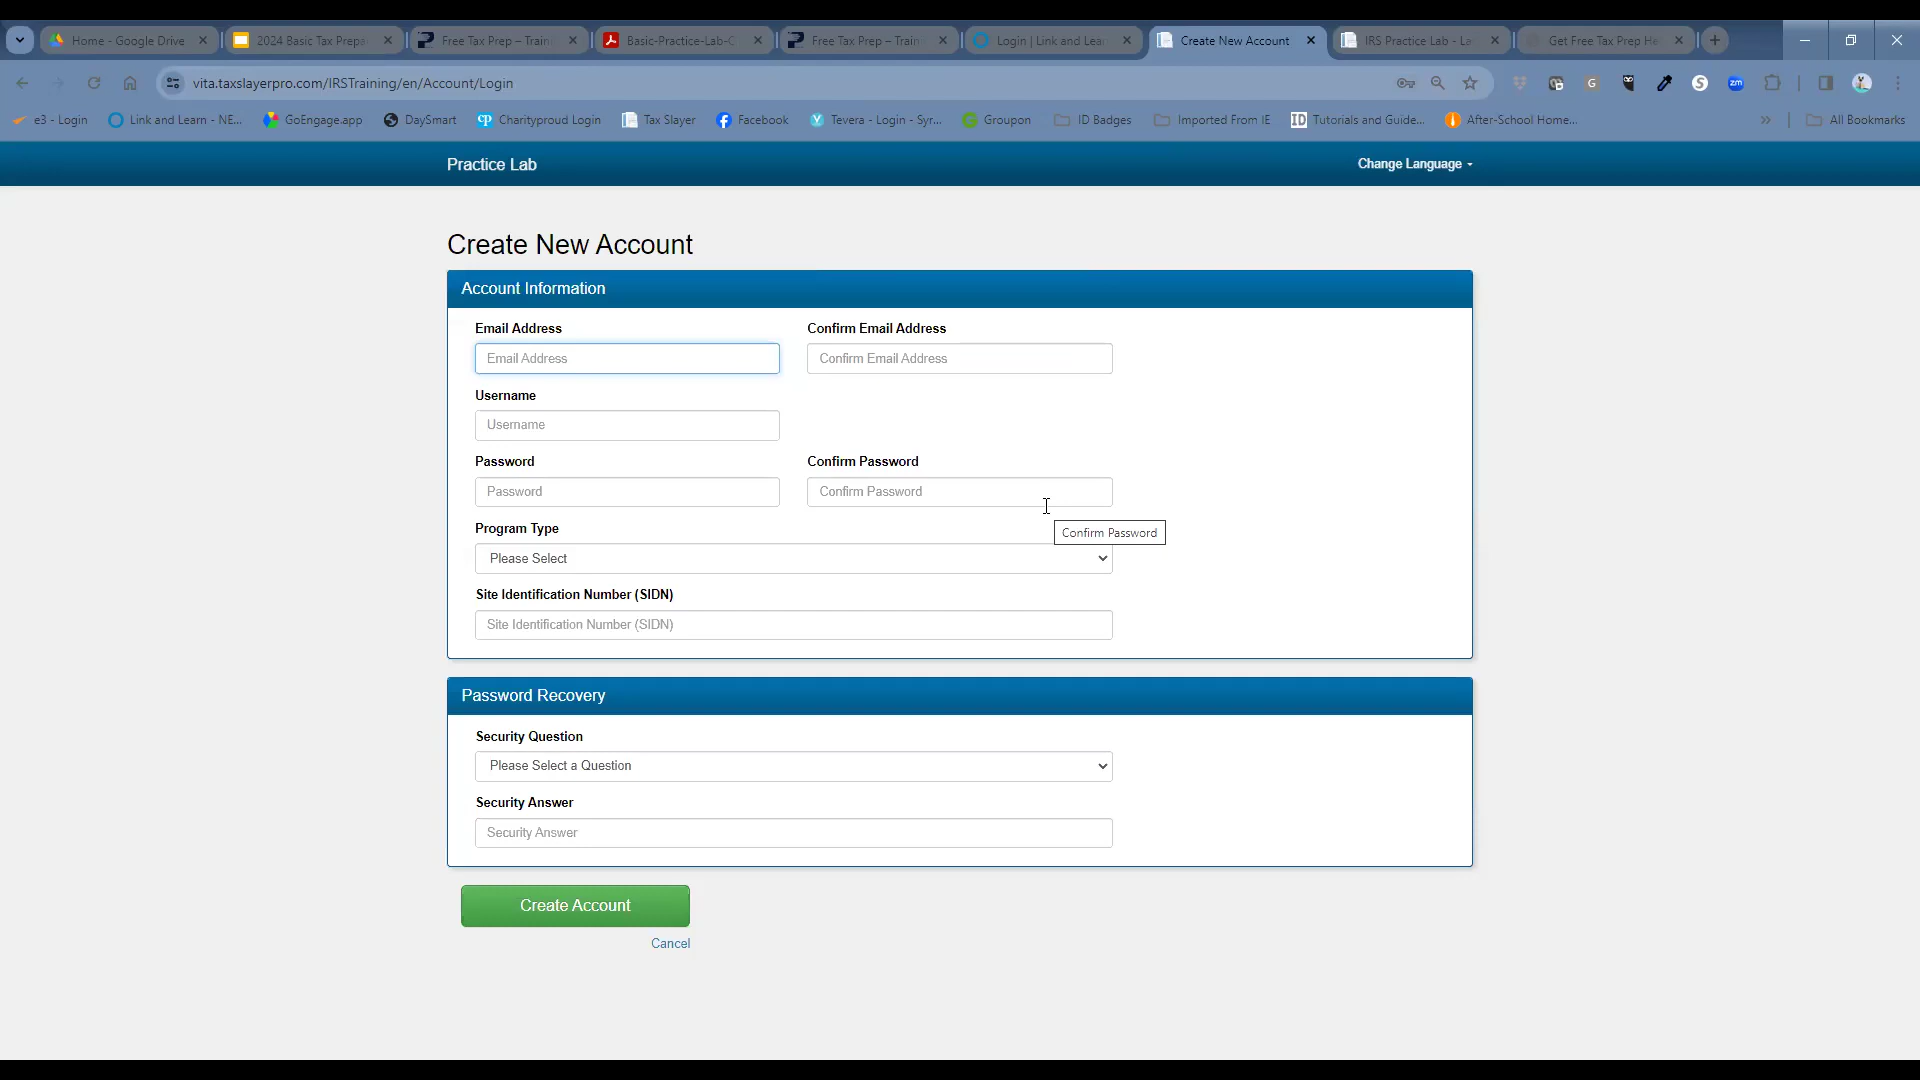 Home - Google Drive
2024 Basic Tax Prepa
Free Tax Prep – Train
Basic-Practice-Lab-C
Free Tax Prep – Train
Login | Link and Lea
Create New Account
IRS Practice Lab - La
Get Free Tax Prep He
vita.taxslayerpro.com/IRSTraining/en/Account/Login
G
S
zm
e3 - Login
Link and Learn - NE...
GoEngage.app
DaySmart
cp Charityproud Login
Tax Slayer
Facebook
Tevera - Login - Syr...
Groupon
ID Badges
Imported From IE
ID Tutorials and Guide...
After-School Home...
All Bookmarks
Practice Lab
Change Language
Create New Account
Account Information
Email Address
Confirm Email Address
Email Address
Confirm Email Address
Username
Username
Password
Confirm Password
Password
Confirm Password
Program Type
Confirm Password
Please Select
Site Identification Number (SIDN)
Site Identification Number (SIDN)
Password Recovery
Security Question
Please Select a Question
Security Answer
Security Answer
Create Account
Cancel